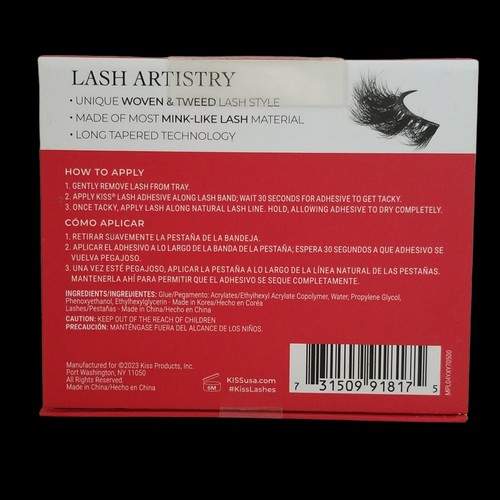 LASH ARTISTRY
• UNIQUE WOVEN & TWEED LASH STYLE
• MADE OF MOST MINK-LIKE LASH MATERIAL
• LONG TAPERED TECHNOLOGY
HOW TO APPLY
1. GENTLY REMOVE LASH FROM TRAY.
2. APPLY KISS® LASH ADHESIVE ALONG LASH BAND; WAIT 30 SECONDS FOR ADHESIVE TO GET TACKY.
3. ONCE TACKY, APPLY LASH ALONG NATURAL LASH LINE. HOLD, ALLOWING ADHESIVE TO DRY COMPLETELY.
CÓMO APLICAR
1. RETIRAR SUAVEMENTE LA PESTAÑA DE LA BANDEJA.
2. APLICAR EL ADHESIVO A LO LARGO DE LA BANDA DE LA PESTAÑA; ESPERA 30 SEGUNDOS A QUE ADHESIVO SE
VUELVA PEGAJOSO.
3. UNA VEZ ESTÉ PEGAJOSO, APLICAR LA PESTAÑA A LO LARGO DE LA LÍNEA NATURAL DE LAS PESTAÑAS.
MANTENERLA AHÍ PARA PERMITIR QUE EL ADHESIVO SE SEQUE COMPLETAMENTE.
INGREDIENTS/INGREDIENTES: Glue/Pegamento: Acrylates/Ethylhexyl Acrylate Copolymer, Water, Propylene Glycol,
Phenoxyethanol, Ethylhexylglycerin - Made in Korea/Hecho en Coréa
Lashes/Pestañas - Made in China/Hecho en China
CAUTION: KEEP OUT OF THE REACH OF CHILDREN
PRECAUCIÓN: MANTÉNGASE FUERA DEL ALCANCE DE LOS NIÑOS.
Manufactured for ©2023 Kiss Products, Inc.
Port Washington, NY 11050
All Rights Reserved.
Made in China/Hecho en China
6M
KISSusa.com
#KissLashes
7 31509 91817 5